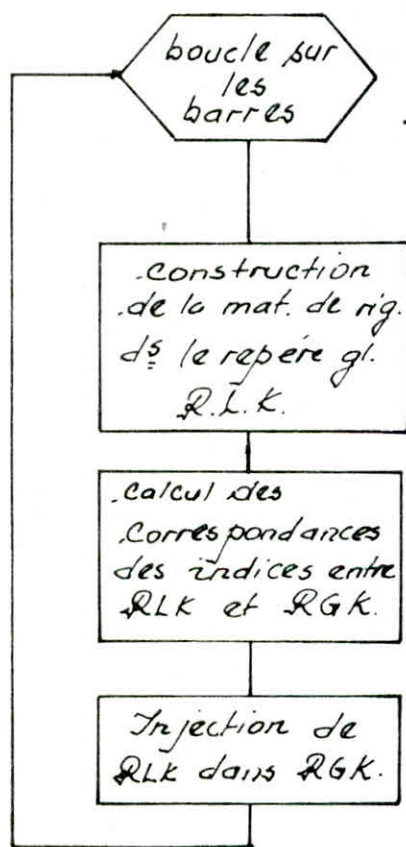 boucle sur
les
barres
.construction
.de la mat. de rig.
ds le repére gl.
R.L.K.
.calcul des
.correspondances
des indices entre
RLK et RGK.
Injection de
RLK dans RGK.